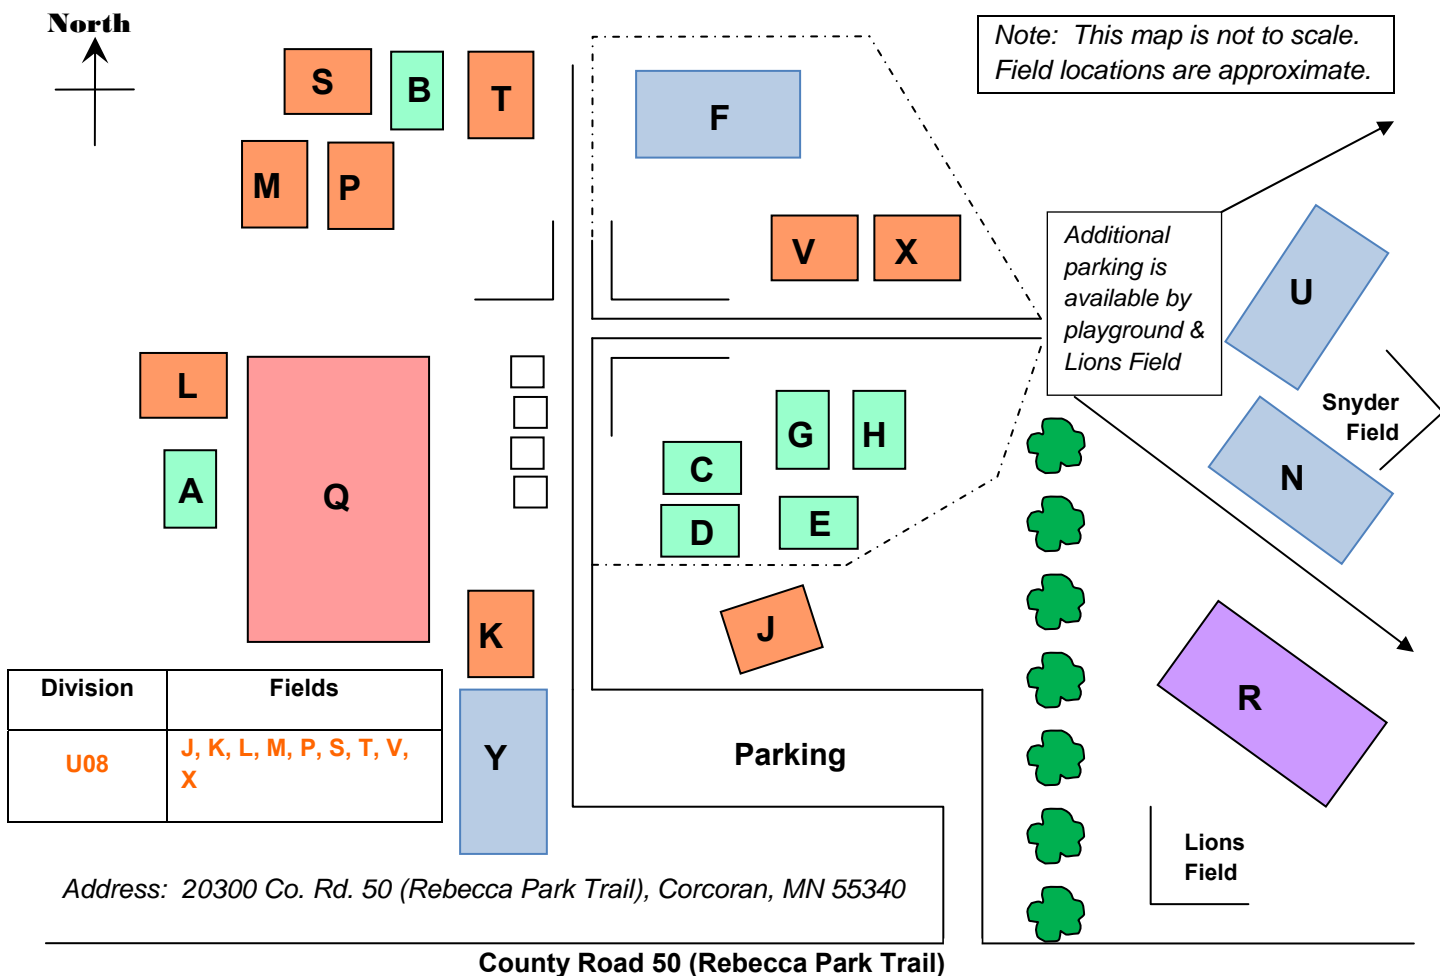 North
Note: This map is not to scale.
Field locations are approximate.
S
B
T
F
M
P
V
X
Additional
parking is
available by
playground &
Lions Field
U
L
Q
A
G
H
C
D
E
Snyder
Field
N
K
J
R
Division
Fields
U08
J, K, L, M, P, S, T, V,
X
Y
Parking
Lions
Field
Address: 20300 Co. Rd. 50 (Rebecca Park Trail), Corcoran, MN 55340
County Road 50 (Rebecca Park Trail)